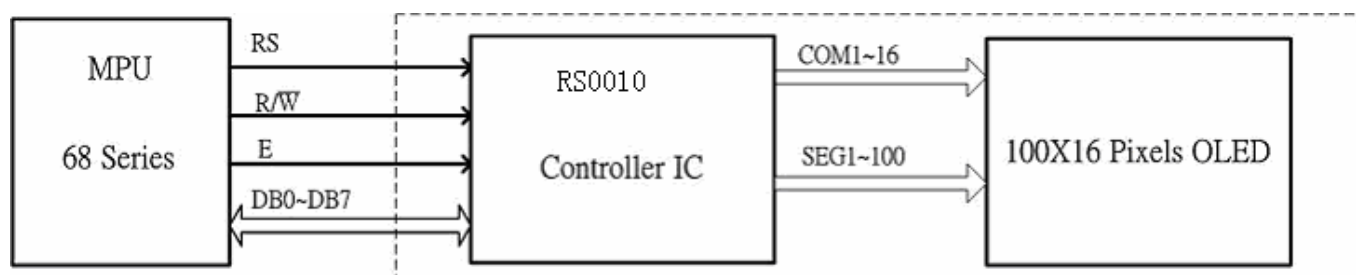 MPU
68 Series
RS
R/W̅
E
DB0~DB7
RS0010
Controller IC
COM1~16
SEG1~100
100X16 Pixels OLED